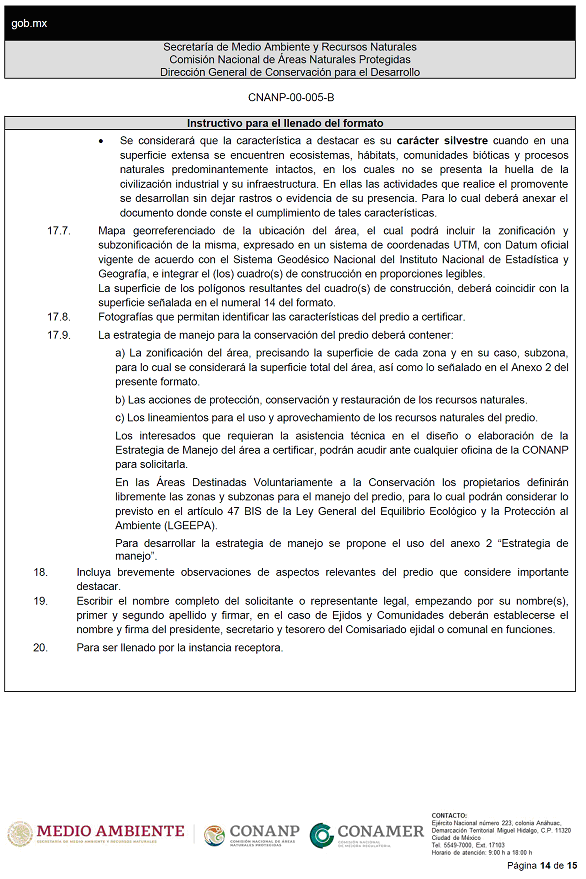 gob.mx
Secretaría de Medio Ambiente y Recursos Naturales
Comisión Nacional de Áreas Naturales Protegidas
Dirección General de Conservación para el Desarrollo
CNANP-00-005-B
Instructivo para el llenado del formato
• Se considerará que la característica a destacar es su carácter silvestre cuando en una
superficie extensa se encuentren ecosistemas, hábitats, comunidades bióticas y procesos
naturales predominantemente intactos, en los cuales no se presenta la huella de la
civilización industrial y su infraestructura. En ellas las actividades que realice el promovente
se desarrollan sin dejar rastros o evidencia de su presencia. Para lo cual deberá anexar el
documento donde conste el cumplimiento de tales características.
17.7. Mapa georreferenciado de la ubicación del área, el cual podrá incluir la zonificación y
subzonificación de la misma, expresado en un sistema de coordenadas UTM, con Datum oficial
vigente de acuerdo con el Sistema Geodésico Nacional del Instituto Nacional de Estadística y
Geografía, e integrar el (los) cuadro(s) de construcción en proporciones legibles.
La superficie de los polígonos resultantes del cuadro(s) de construcción, deberá coincidir con la
superficie señalada en el numeral 14 del formato.
17.8. Fotografías que permitan identificar las características del predio a certificar.
17.9. La estrategia de manejo para la conservación del predio deberá contener:
a) La zonificación del área, precisando la superficie de cada zona y en su caso, subzona,
para lo cual se considerará la superficie total del área, así como lo señalado en el Anexo 2 del
presente formato.
b) Las acciones de protección, conservación y restauración de los recursos naturales.
c) Los lineamientos para el uso y aprovechamiento de los recursos naturales del predio.
Los interesados que requieran la asistencia técnica en el diseño o elaboración de la
Estrategia de Manejo del área a certificar, podrán acudir ante cualquier oficina de la CONANP
para solicitarla.
En las Áreas Destinadas Voluntariamente a la Conservación los propietarios definirán
libremente las zonas y subzonas para el manejo del predio, para lo cual podrán considerar lo
previsto en el artículo 47 BIS de la Ley General del Equilibrio Ecológico y la Protección al
Ambiente (LGEEPA).
Para desarrollar la estrategia de manejo se propone el uso del anexo 2 “Estrategia de
manejo”.
18. Incluya brevemente observaciones de aspectos relevantes del predio que considere importante
destacar.
19. Escribir el nombre completo del solicitante o representante legal, empezando por su nombre(s),
primer y segundo apellido y firmar, en el caso de Ejidos y Comunidades deberán establecerse el
nombre y firma del presidente, secretario y tesorero del Comisariado ejidal o comunal en funciones.
20. Para ser llenado por la instancia receptora.
MEDIO AMBIENTE
SECRETARÍA DE MEDIO AMBIENTE Y RECURSOS NATURALES
CONANP
COMISIÓN NACIONAL DE ÁREAS
NATURALES PROTEGIDAS
CONAMER
COMISIÓN NACIONAL
DE MEJORA REGULATORIA
CONTACTO:
Ejército Nacional número 223, colonia Anáhuac,
Demarcación Territorial Miguel Hidalgo, C.P. 11320
Ciudad de México
Tel. 5549-7000, Ext. 17103
Horario de atención: 9:00 h a 18:00 h
Página 14 de 15